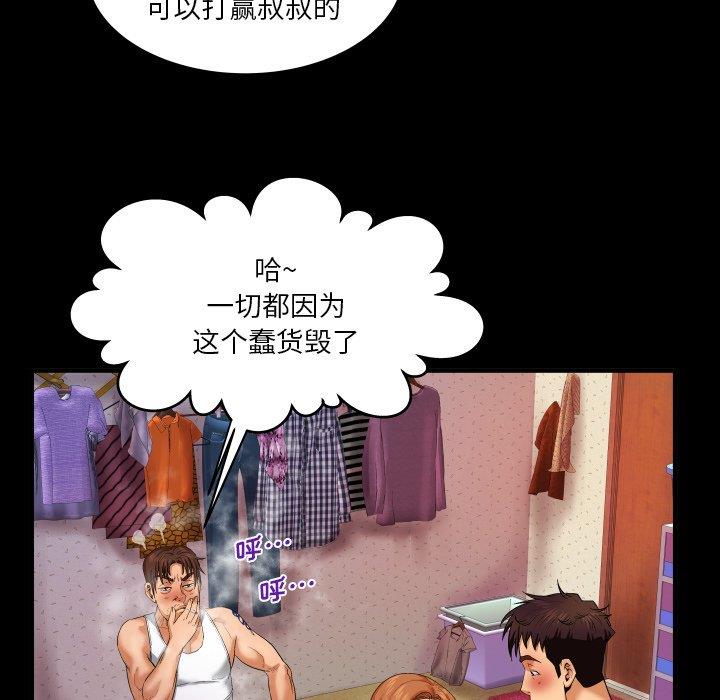 可以打赢叔叔的
哈~
一切都因为
这个蠢货毁了
呼…
呼…